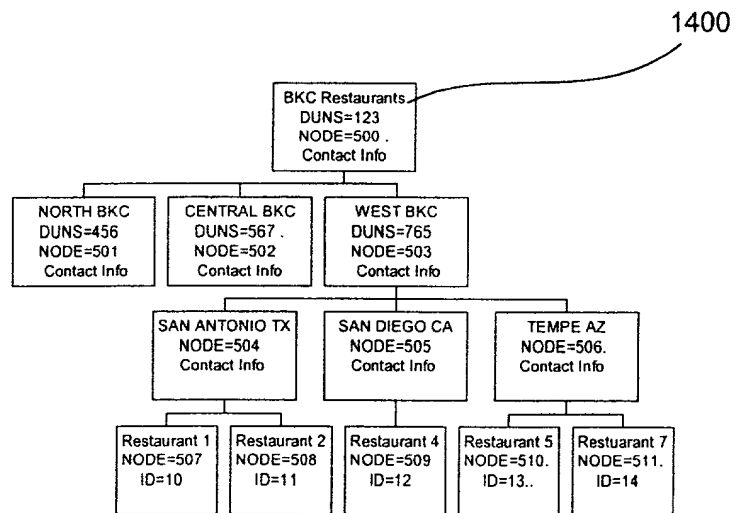 1400
BKC Restaurants
DUNS=123
NODE=500 .
Contact Info
NORTH BKC
DUNS=456
NODE=501
Contact Info
CENTRAL BKC
DUNS=567 .
NODE=502
Contact Info
WEST BKC
DUNS=765
NODE=503
Contact Info
SAN ANTONIO TX
NODE=504
Contact Info
SAN DIEGO CA
NODE=505
Contact Info
TEMPE AZ
NODE=506.
Contact Info
Restaurant 1
NODE=507
ID=10
Restaurant 2
NODE=508
ID=11
Restaurant 4
NODE=509
ID=12
Restaurant 5
NODE=510.
ID=13..
Restuarant 7
NODE=511.
ID=14